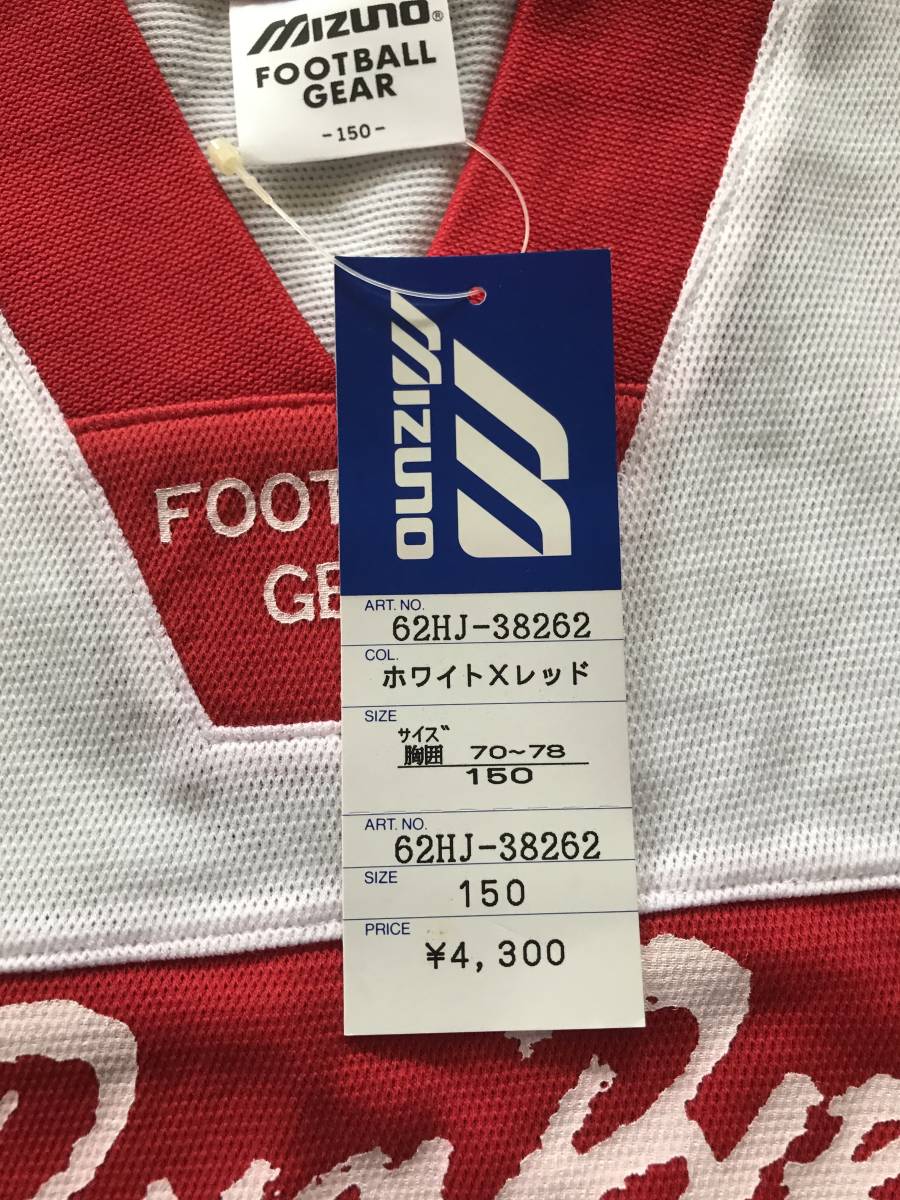 MIZUNO®
FOOTBALL
GEAR
-150-
MIZUNO
FOOT
GE
ART. NO.
62HJ-38262
COL.
ホワイトXレッド
SIZE
サイズ
胸囲 70~78
150
ART. NO.
62HJ-38262
SIZE
150
PRICE
¥4,300